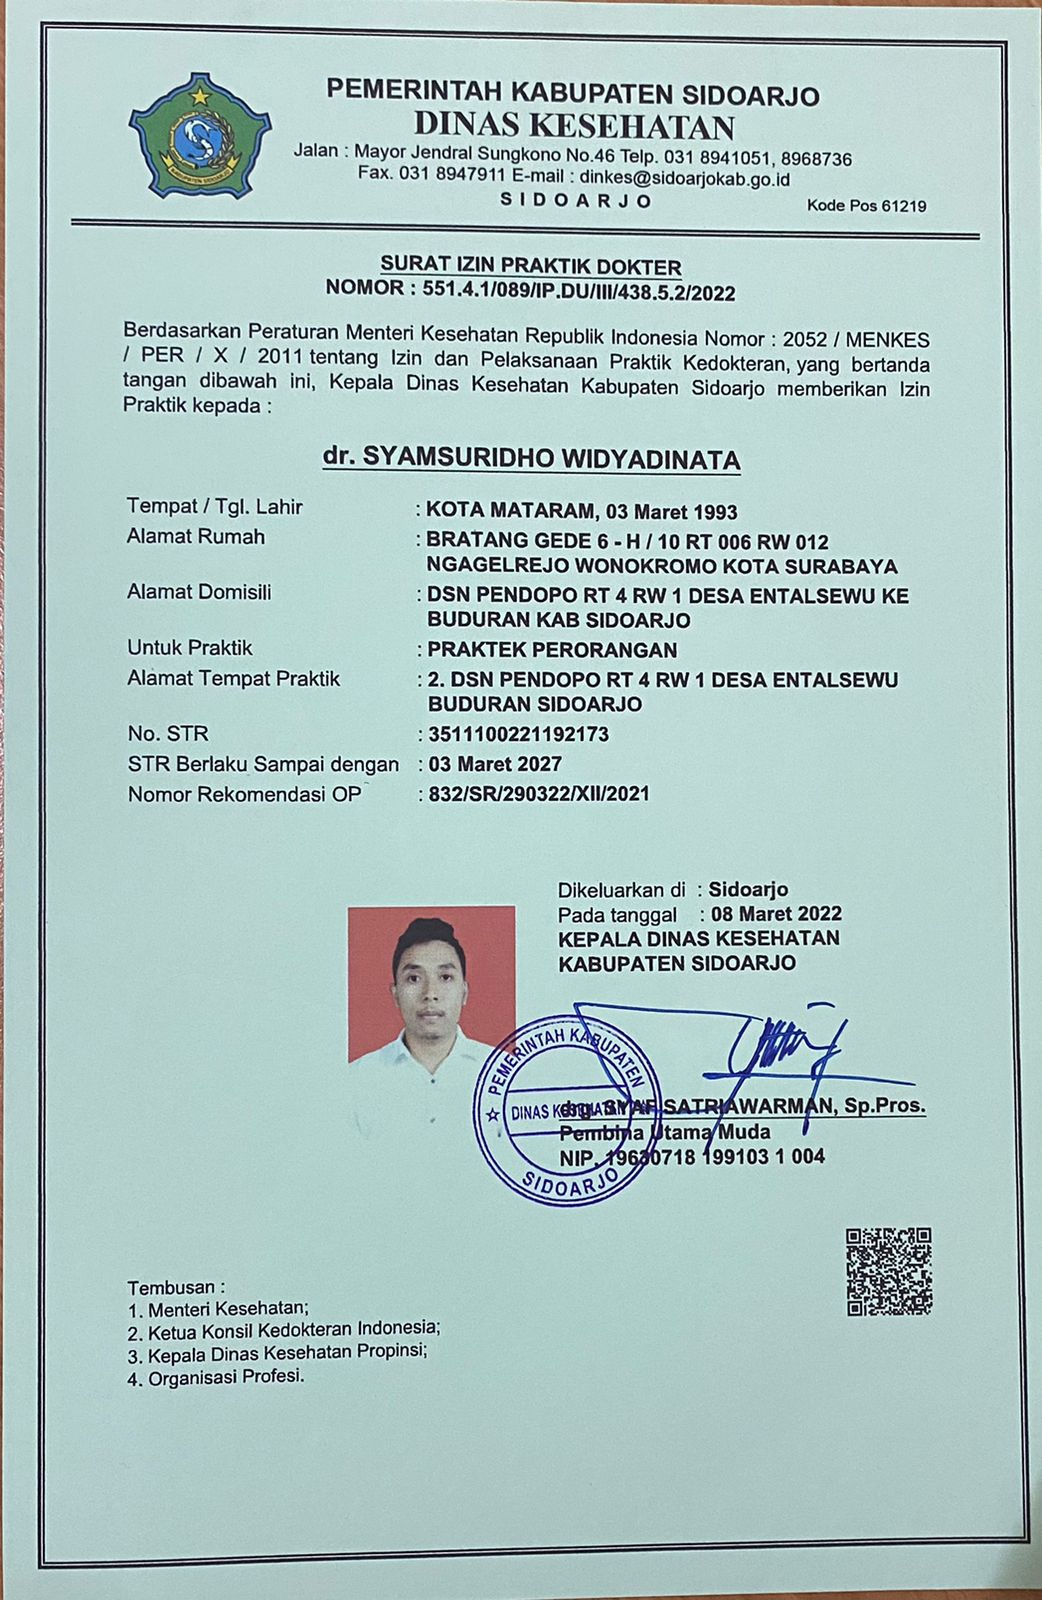 PEMERINTAH KABUPATEN SIDOARJO
DINAS KESEHATAN
Jalan : Mayor Jendral Sungkono No.46 Telp. 031 8941051, 8968736
Fax. 031 8947911 E-mail : dinkes@sidoarjokab.go.id
SIDOARJO
Kode Pos 61219
KABUPATEN SIDOARJO
SURAT IZIN PRAKTIK DOKTER
NOMOR : 551.4.1/089/IP.DU/III/438.5.2/2022
Berdasarkan Peraturan Menteri Kesehatan Republik Indonesia Nomor : 2052 / MENKES
/ PER / X / 2011 tentang Izin dan Pelaksanaan Praktik Kedokteran, yang bertanda
tangan dibawah ini, Kepala Dinas Kesehatan Kabupaten Sidoarjo memberikan Izin
Praktik kepada :
dr. SYAMSURIDHO WIDYADINATA
Tempat / Tgl. Lahir : KOTA MATARAM, 03 Maret 1993
Alamat Rumah : BRATANG GEDE 6 - H / 10 RT 006 RW 012
NGAGELREJO WONOKROMO KOTA SURABAYA
Alamat Domisili : DSN PENDOPO RT 4 RW 1 DESA ENTALSEWU KE
BUDURAN KAB SIDOARJO
Untuk Praktik : PRAKTEK PERORANGAN
Alamat Tempat Praktik : 2. DSN PENDOPO RT 4 RW 1 DESA ENTALSEWU
BUDURAN SIDOARJO
No. STR : 3511100221192173
STR Berlaku Sampai dengan : 03 Maret 2027
Nomor Rekomendasi OP : 832/SR/290322/XII/2021
Dikeluarkan di : Sidoarjo
Pada tanggal : 08 Maret 2022
KEPALA DINAS KESEHATAN
KABUPATEN SIDOARJO
PEMERINTAH KABUPATEN
DINAS KESEHATAN
SIDOARJO
drg. SYAF SATRIAWARMAN, Sp.Pros.
Pembina Utama Muda
NIP. 19630718 199103 1 004
Tembusan :
1. Menteri Kesehatan;
2. Ketua Konsil Kedokteran Indonesia;
3. Kepala Dinas Kesehatan Propinsi;
4. Organisasi Profesi.